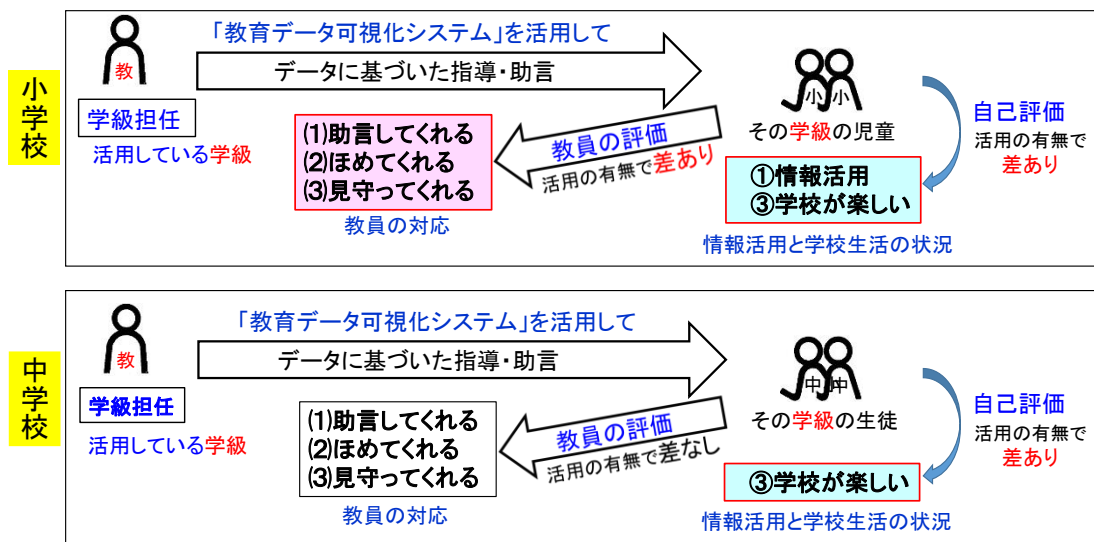 小学校
教
学級担任
活用している学級
「教育データ可視化システム」を活用して
データに基づいた指導・助言
(1)助言してくれる
(2)ほめてくれる
(3)見守ってくれる
教員の対応
教員の評価
活用の有無で差あり
小 小
その学級の児童
①情報活用
③学校が楽しい
情報活用と学校生活の状況
自己評価
活用の有無で
差あり
中学校
教
学級担任
活用している学級
「教育データ可視化システム」を活用して
データに基づいた指導・助言
(1)助言してくれる
(2)ほめてくれる
(3)見守ってくれる
教員の対応
教員の評価
活用の有無で差なし
中 中
その学級の生徒
③学校が楽しい
情報活用と学校生活の状況
自己評価
活用の有無で
差あり